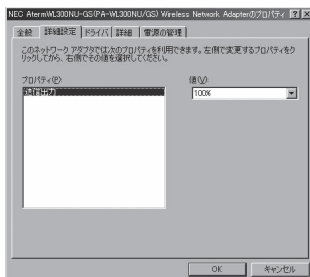 NEC AtermWL300NU-GS(PA-WL300NU/GS) Wireless Network Adapterのプロパティ
全般 詳細設定 ドライバ 詳細 電源の管理
このネットワーク アダプタでは次のプロパティを利用できます。左側で変更するプロパティをク
リックしてから、右側でその値を選択してください。
プロパティ(P): 値(V):
送信出力 100%
OK キャンセル